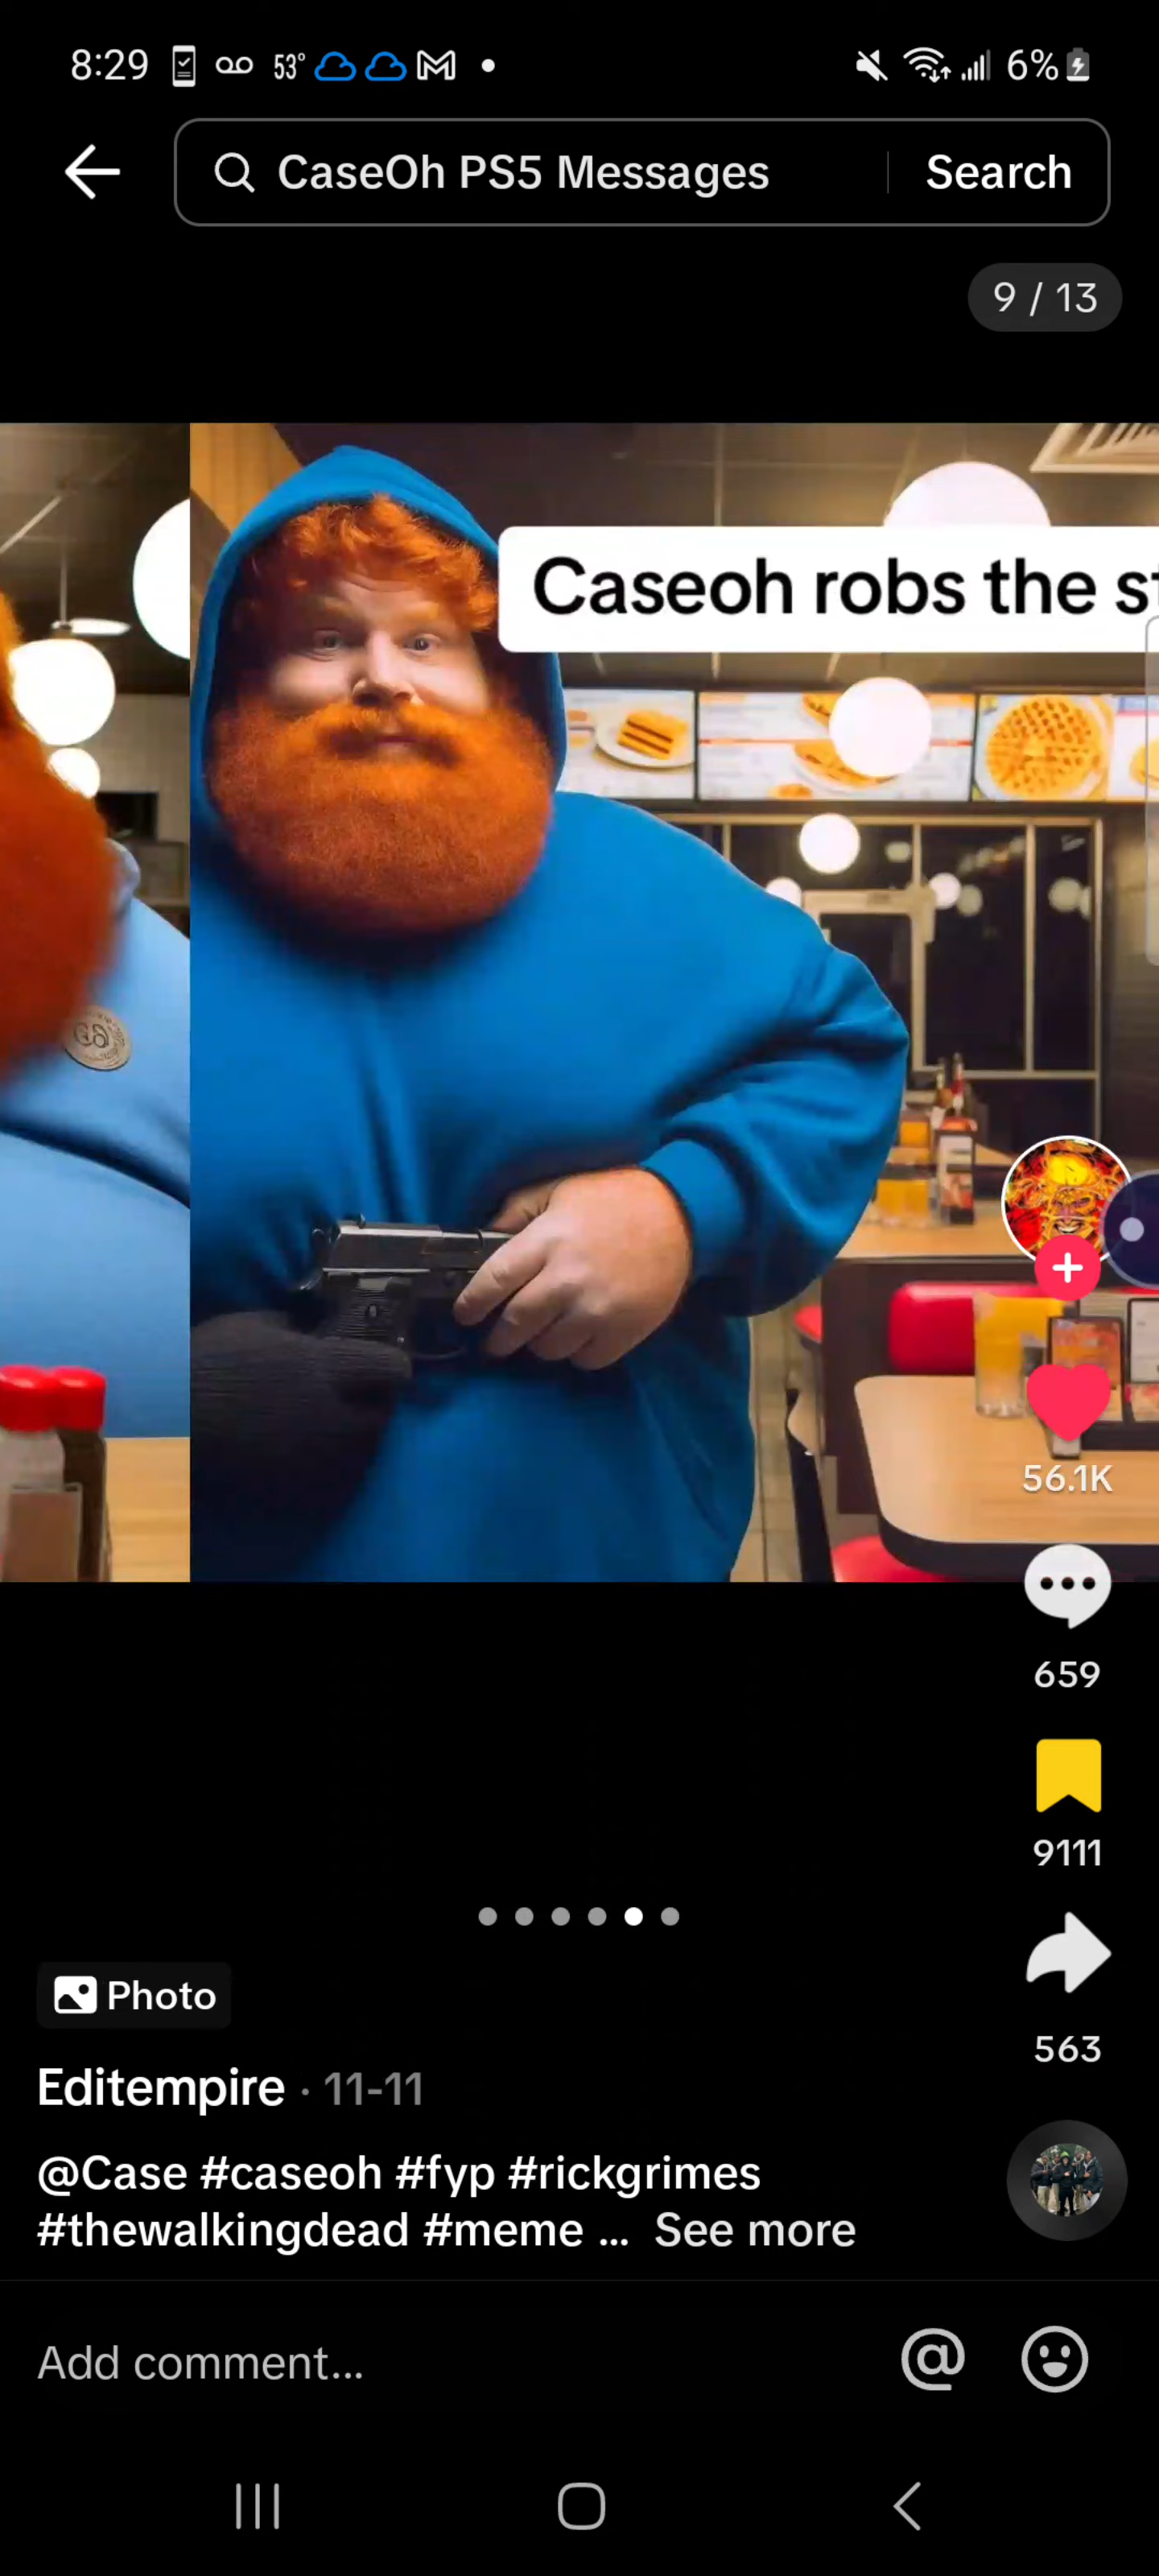 8:29 53° 6%
CaseOh PS5 Messages Search
9 / 13
Caseoh robs the st
56.1K
659
9111
563
Photo
Editempire · 11-11
@Case #caseoh #fyp #rickgrimes
#thewalkingdead #meme ... See more
Add comment...